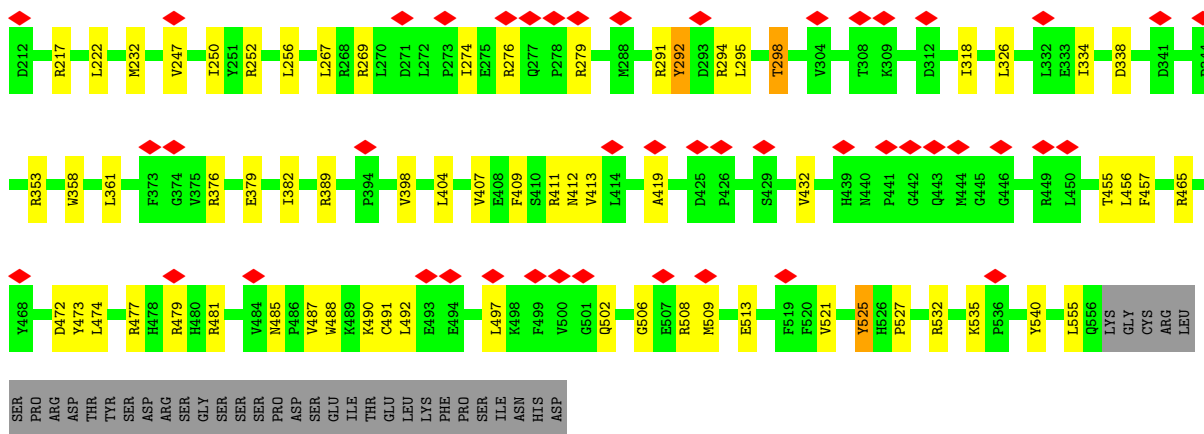 D212 R217 L222 M232 V247 I250 Y251 R252 L256 L267 R268 R269 L270 D271 L272 P273 I274 E275 R276 Q277 P278 R279 M288 R291 Y292 D293 R294 L295 T298 V304 T308 K309 D312 I318 L326 L332 E333 I334 D338 D341
R353 W358 L361 F373 G374 V375 R376 E379 I382 R389 P394 V398 L404 V407 E408 F409 S410 R411 N412 V413 L414 A419 D425 P426 S429 V432 H439 N440 P441 G442 Q443 M444 G445 G446 R449 L450 T455 L456 F457 R465
Y468 D472 Y473 L474 R477 H478 R479 H480 R481 V484 N485 P486 V487 W488 K489 K490 C491 L492 E493 E494 L497 K498 F499 V500 G501 Q502 G506 E507 R508 M509 E513 F519 F520 V521 Y525 H526 P527 R532 K535 P536 Y540 L555 Q556 LYS GLY CYS ARG LEU
SER PRO ARG ASP THR TYR SER ASP ARG SER GLY SER SER SER PRO ASP SER GLU ILE THR GLU LEU LYS PHE PRO SER ILE ASN HIS ASP